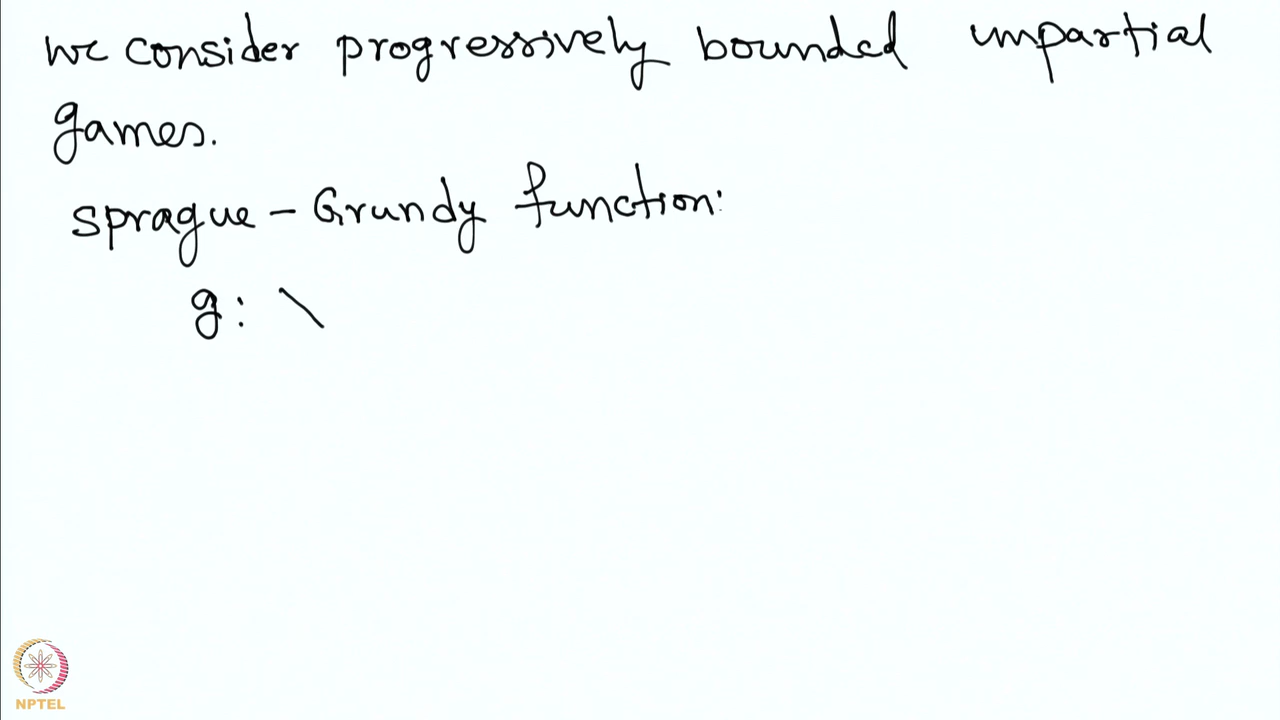 we consider progressively bounded impartial
games.
Sprague - Grundy function:
g: \
NPTEL